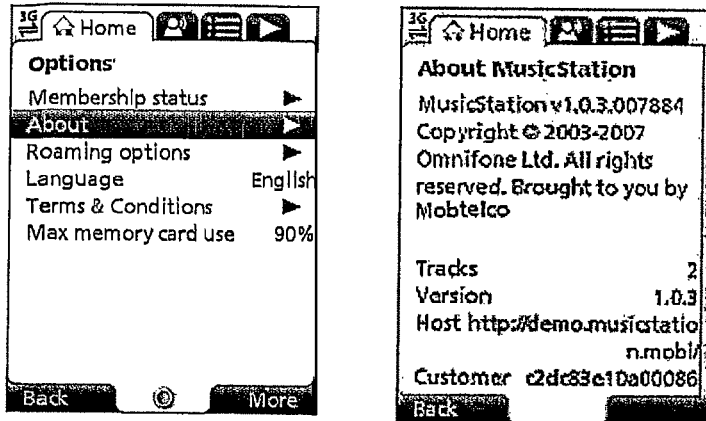 3G
Home
Options
Membership status
About
Roaming options
Language English
Terms & Conditions
Max memory card use 90%
Back More
3G
Home
About MusicStation
MusicStation v1.0.3.007884
Copyright © 2003-2007
Omnifone Ltd. All rights
reserved. Brought to you by
Mobtelco
Tracks 2
Version 1.0.3
Host http://demo.musicstatio
n.mobi/
Customer c2dc83e10a00086
Back